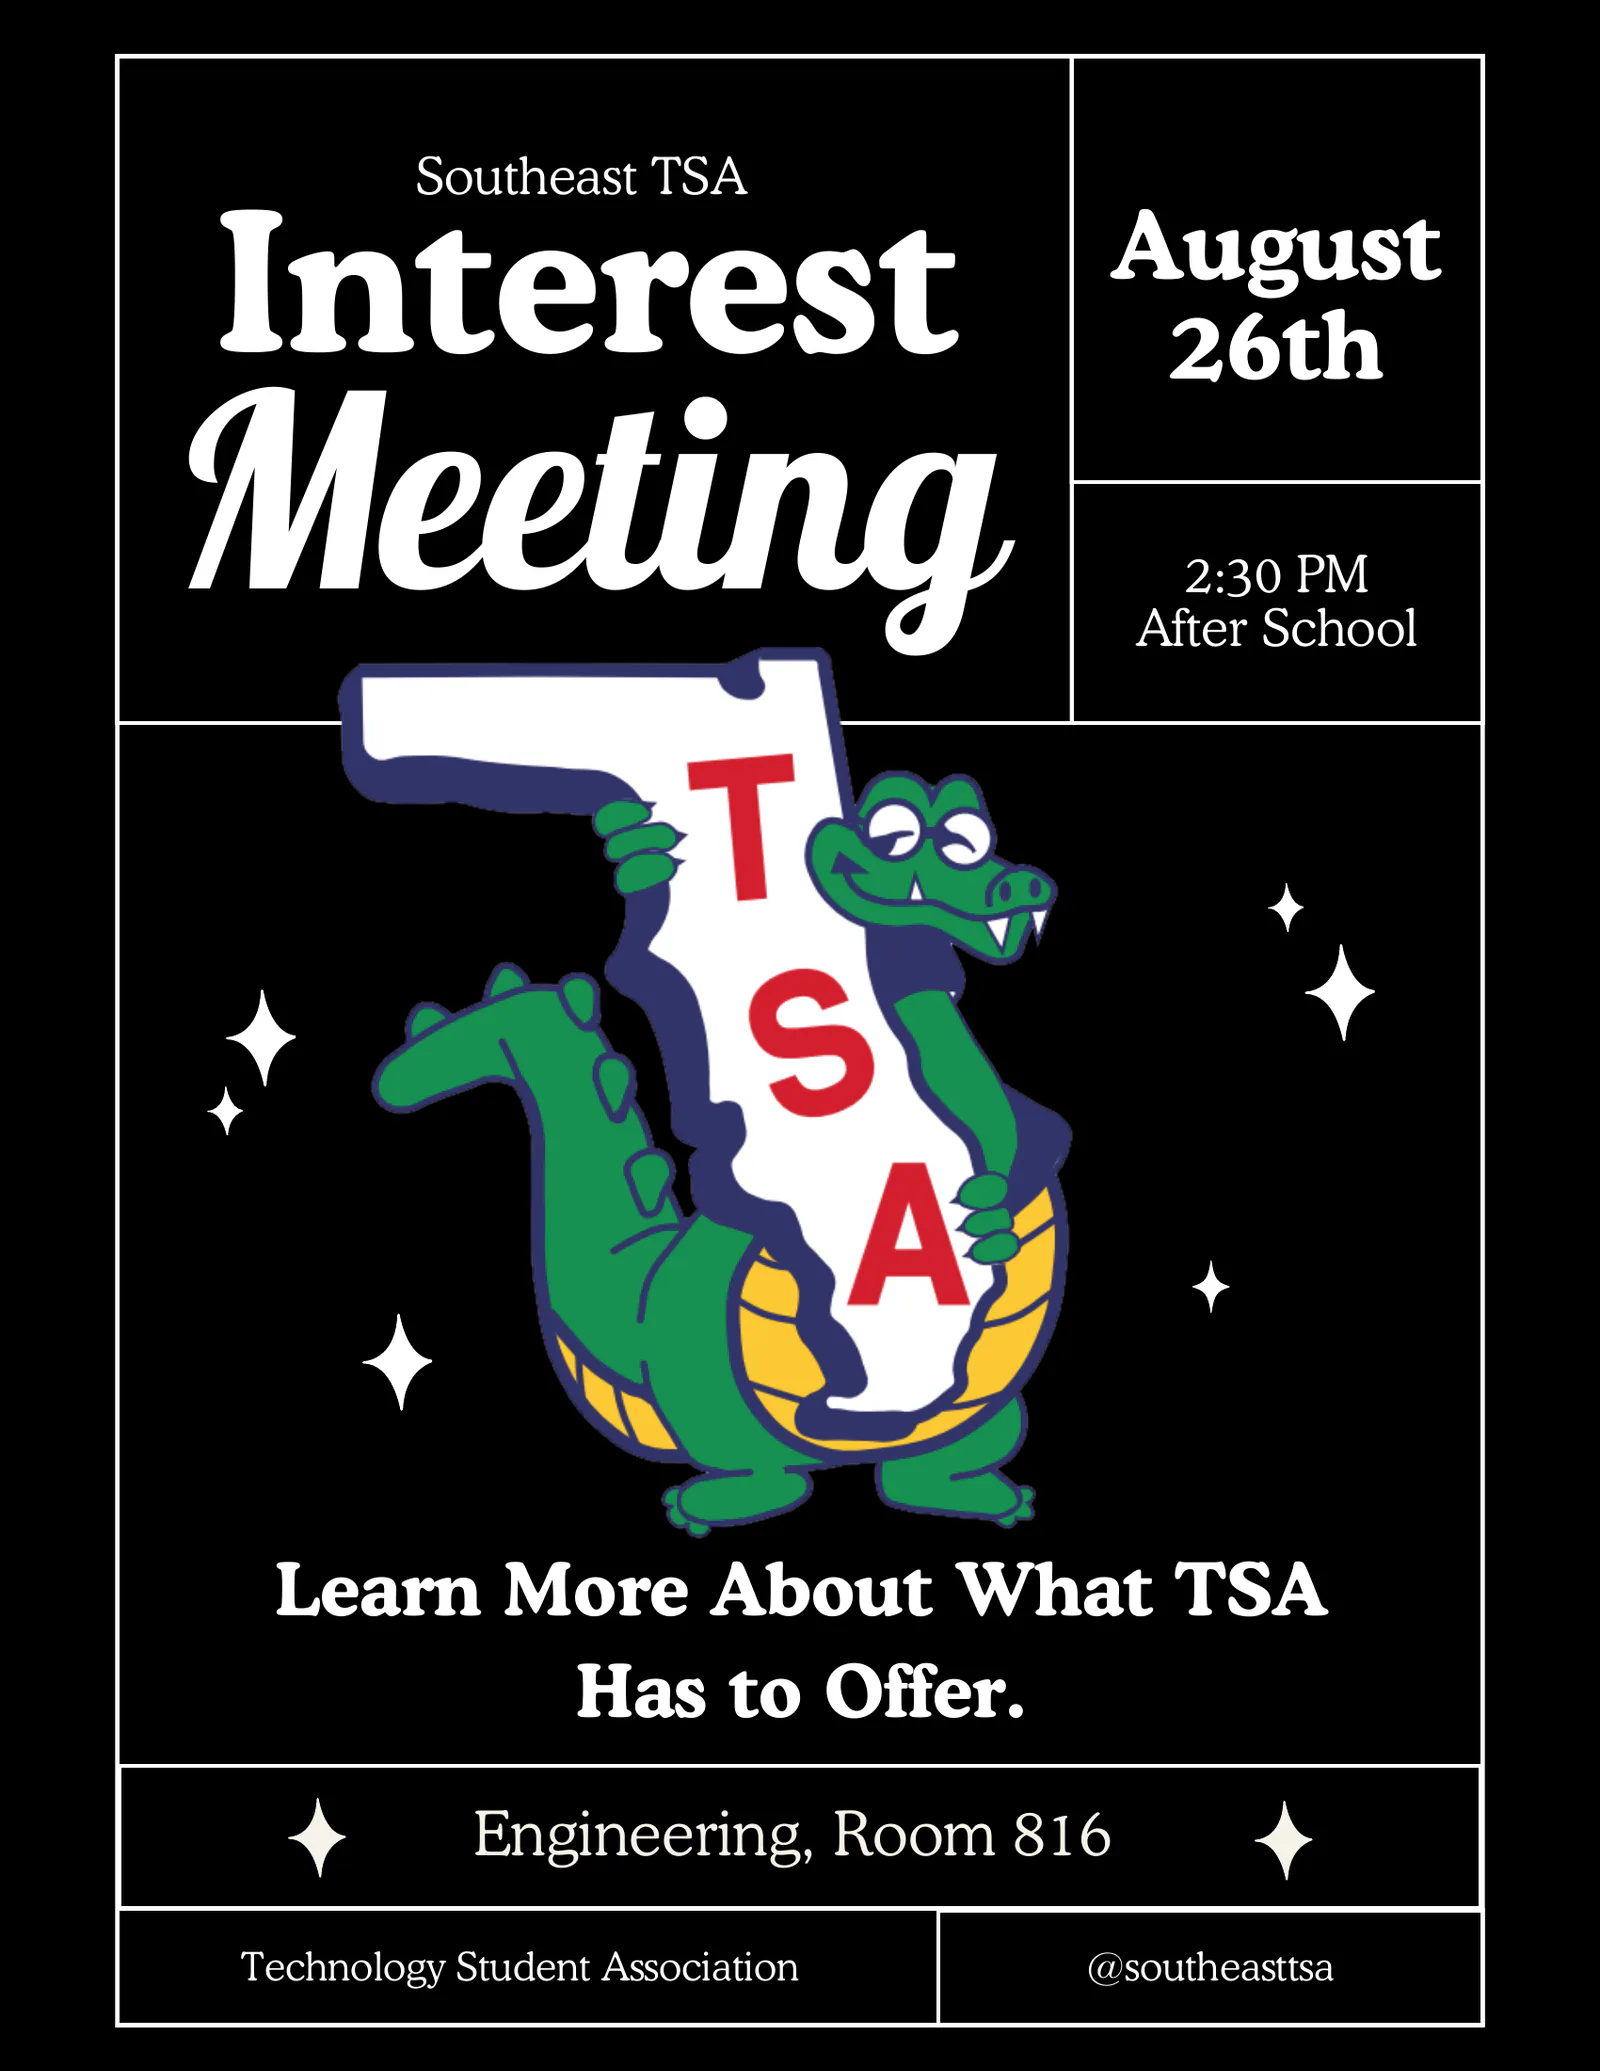 Southeast TSA
Interest
Meeting
August
26th
2:30 PM
After School
T
S
A
Learn More About What TSA
Has to Offer.
Engineering, Room 816
Technology Student Association
@southeasttsa